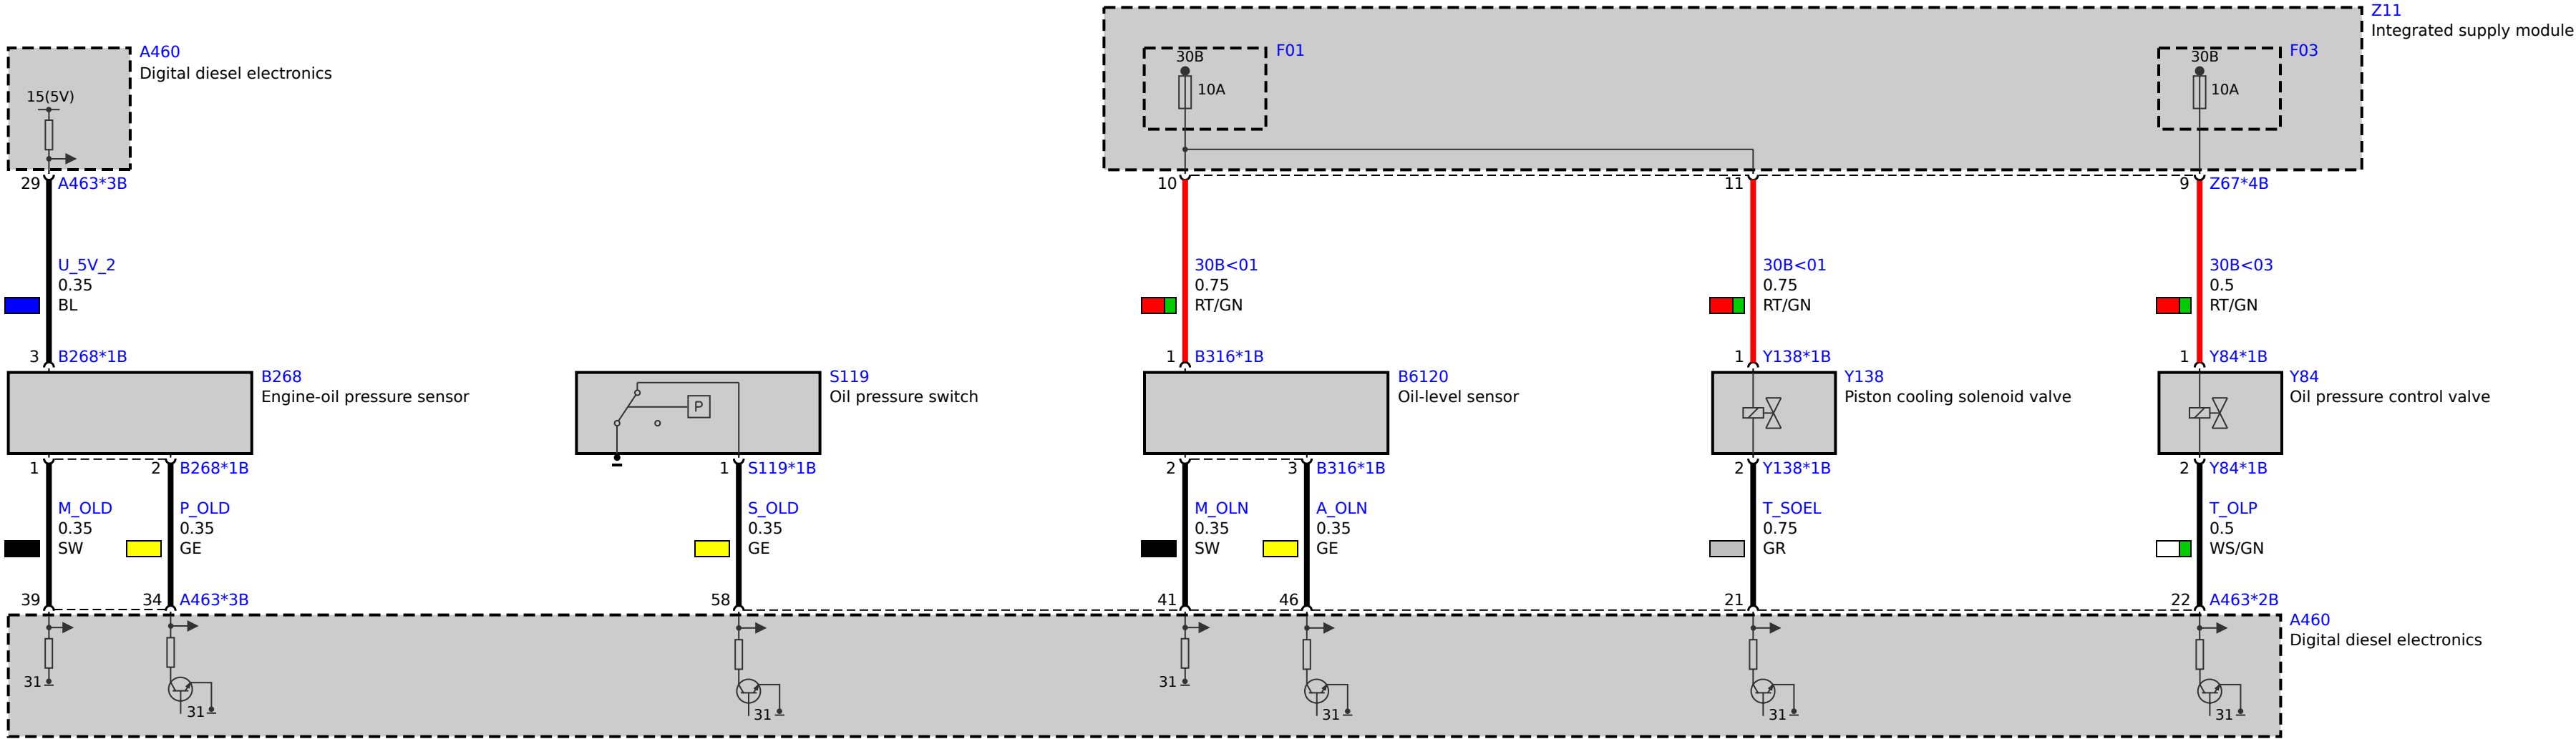 Z11
Integrated supply module
A460
Digital diesel electronics
15(5V)
30B
F01
10A
30B
F03
10A
29 A463*3B
10
11
9 Z67*4B
U_5V_2
0.35
BL
30B<01
0.75
RT/GN
30B<01
0.75
RT/GN
30B<03
0.5
RT/GN
3 B268*1B
1 B316*1B
1 Y138*1B
1 Y84*1B
B268
Engine-oil pressure sensor
S119
Oil pressure switch
P
B6120
Oil-level sensor
Y138
Piston cooling solenoid valve
Y84
Oil pressure control valve
1
2 B268*1B
1 S119*1B
2
3 B316*1B
2 Y138*1B
2 Y84*1B
M_OLD
0.35
SW
P_OLD
0.35
GE
S_OLD
0.35
GE
M_OLN
0.35
SW
A_OLN
0.35
GE
T_SOEL
0.75
GR
T_OLP
0.5
WS/GN
39
34 A463*3B
58
41
46
21
22 A463*2B
A460
Digital diesel electronics
31
31
31
31
31
31
31